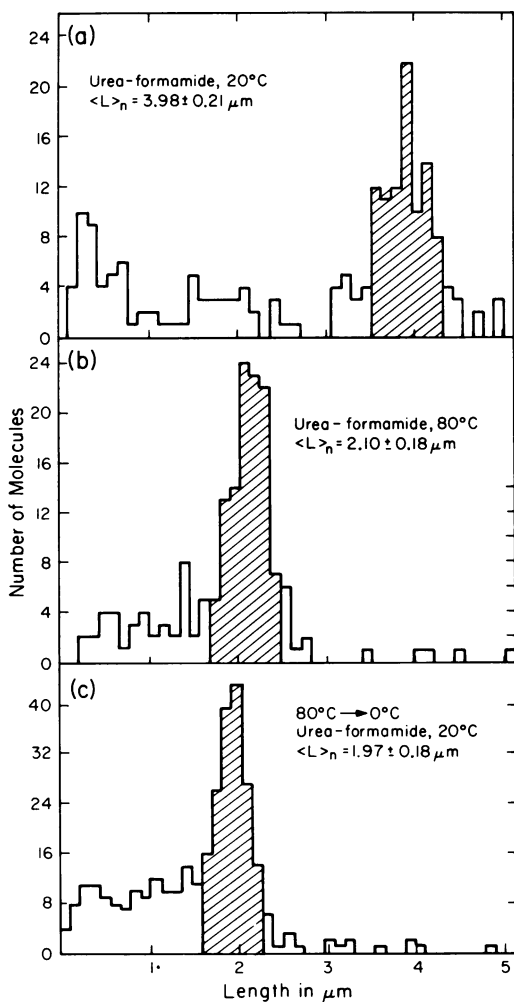 (a)
Urea-formamide, 20°C
<L>n = 3.98±0.21 μm
24
20
16
12
8
4
0
(b)
Urea-formamide, 80°C
<L>n = 2.10±0.18 μm
24
20
16
12
8
4
0
Number of Molecules
(c)
80°C → 0°C
Urea-formamide, 20°C
<L>n = 1.97±0.18 μm
40
32
24
16
8
0
1 2 3 4 5
Length in μm